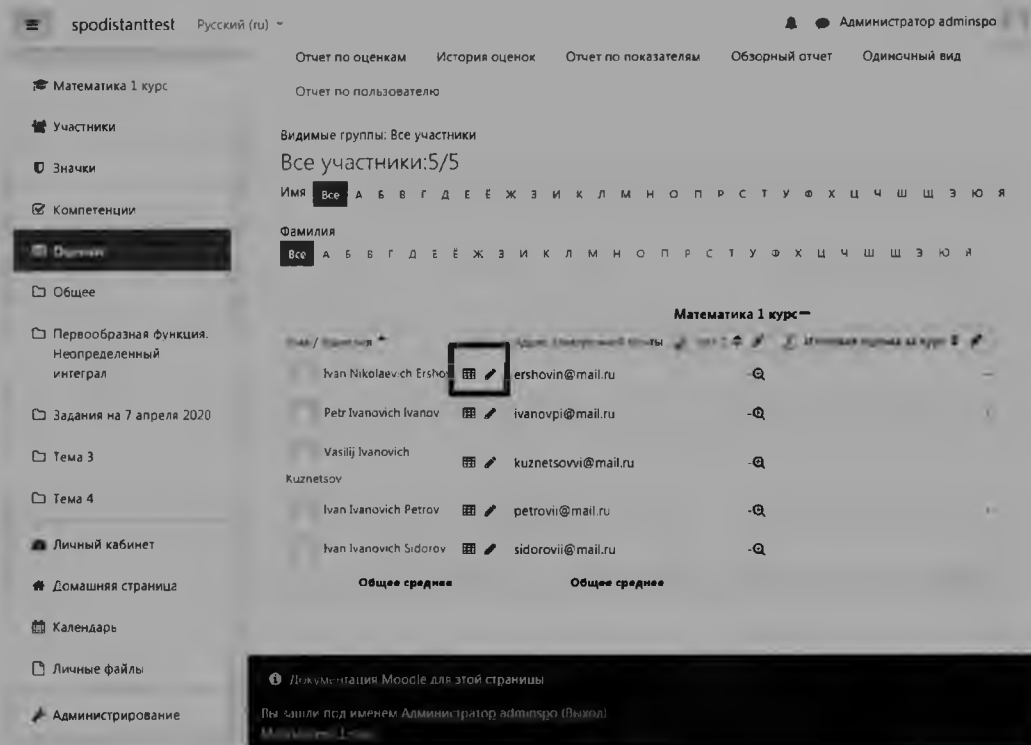 spodistanttest Русский (ru)
Администратор adminspo
Отчет по оценкам История оценок Отчет по показателям Обзорный отчет Одиночный вид
Отчет по пользователю
Математика 1 курс
Участники
Значки
Компетенции
Оценки
Общее
Первообразная функция.
Неопределенный
интеграл
Задания на 7 апреля 2020
Тема 3
Тема 4
Личный кабинет
Домашняя страница
Календарь
Личные файлы
Администрирование
Видимые группы: Все участники
Все участники:5/5
Имя Все А Б В Г Д Е Ё Ж З И К Л М Н О П Р С Т У Ф Х Ц Ч Ш Щ Э Ю Я
Фамилия
Все А Б В Г Д Е Ё Ж З И К Л М Н О П Р С Т У Ф Х Ц Ч Ш Щ Э Ю Я
Математика 1 курс
Ivan Nikolaevich Ersho ershovin@mail.ru -
Petr Ivanovich Ivanov ivanovpi@mail.ru -
Vasilij Ivanovich
Kuznetsov kuznetsovvi@mail.ru -
Ivan Ivanovich Petrov petrovii@mail.ru -
Ivan Ivanovich Sidorov sidorovii@mail.ru -
Общее среднее Общее среднее
Документация Moodle для этой страницы
Вы зашли под именем Администратор adminspo (Выход)